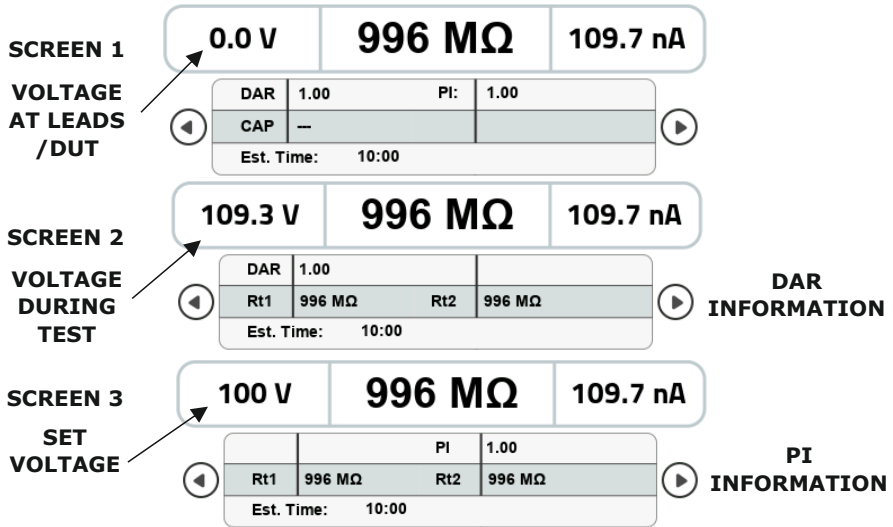 SCREEN 1
VOLTAGE
AT LEADS
/DUT
0.0 V 996 MΩ 109.7 nA
DAR 1.00 PI: 1.00
CAP ---
Est. Time: 10:00
SCREEN 2
VOLTAGE
DURING
TEST
109.3 V 996 MΩ 109.7 nA
DAR 1.00
Rt1 996 MΩ Rt2 996 MΩ
Est. Time: 10:00
DAR
INFORMATION
SCREEN 3
SET
VOLTAGE
100 V 996 MΩ 109.7 nA
PI 1.00
Rt1 996 MΩ Rt2 996 MΩ
Est. Time: 10:00
PI
INFORMATION